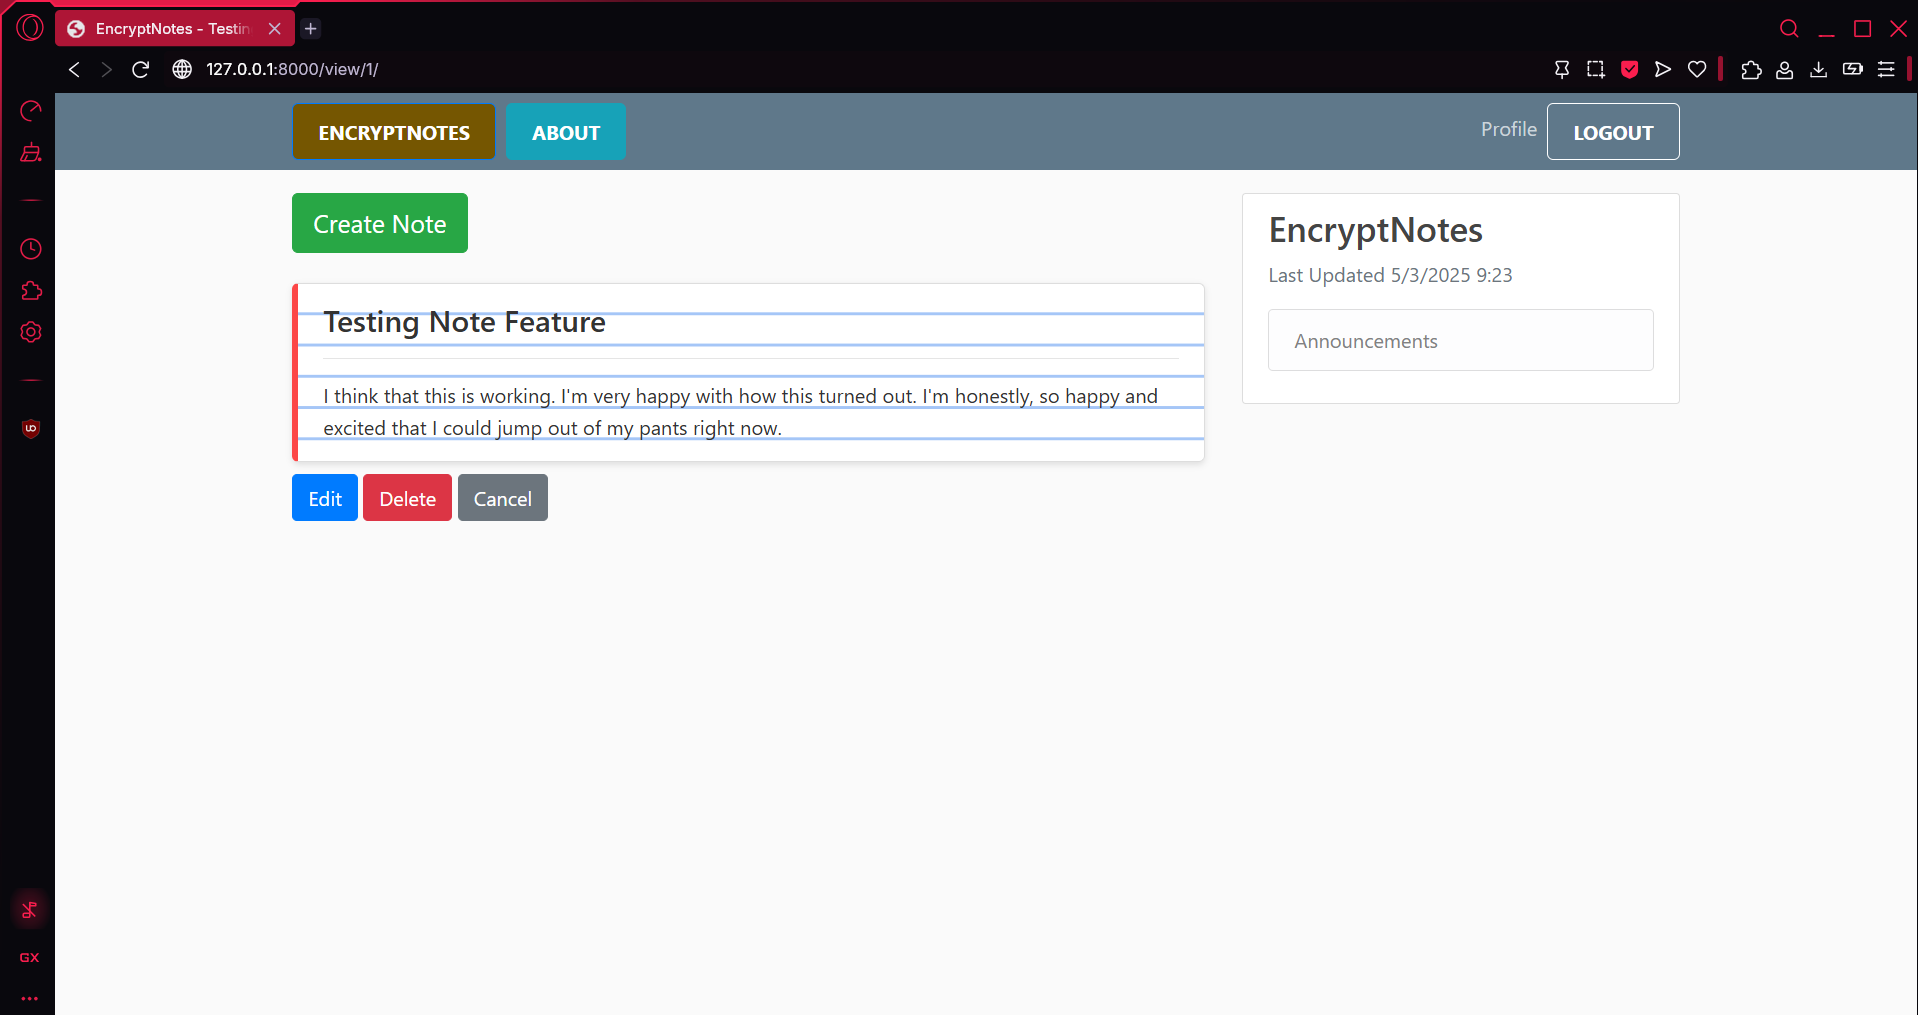 EncryptNotes - Testin
127.0.0.1:8000/view/1/
ENCRYPTNOTES
ABOUT
Profile
LOGOUT
Create Note
Testing Note Feature
I think that this is working. I'm very happy with how this turned out. I'm honestly, so happy and
excited that I could jump out of my pants right now.
Edit
Delete
Cancel
EncryptNotes
Last Updated 5/3/2025 9:23
Announcements
GX